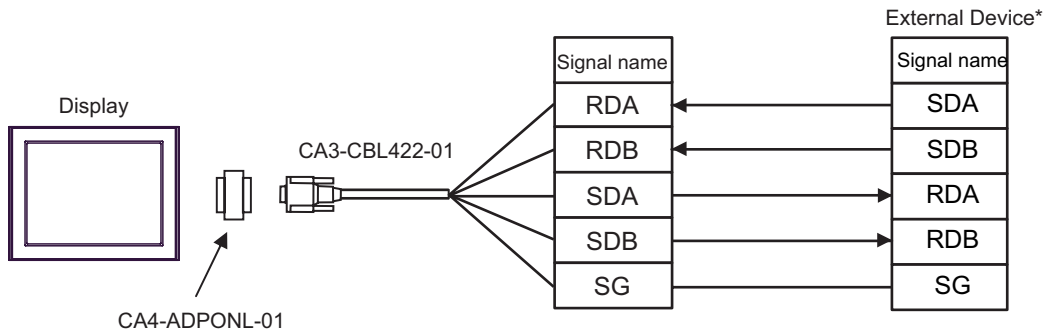 External Device*
Signal name
Signal name
Display
RDA
SDA
CA3-CBL422-01
RDB
SDB
SDA
RDA
SDB
RDB
SG
SG
CA4-ADPONL-01